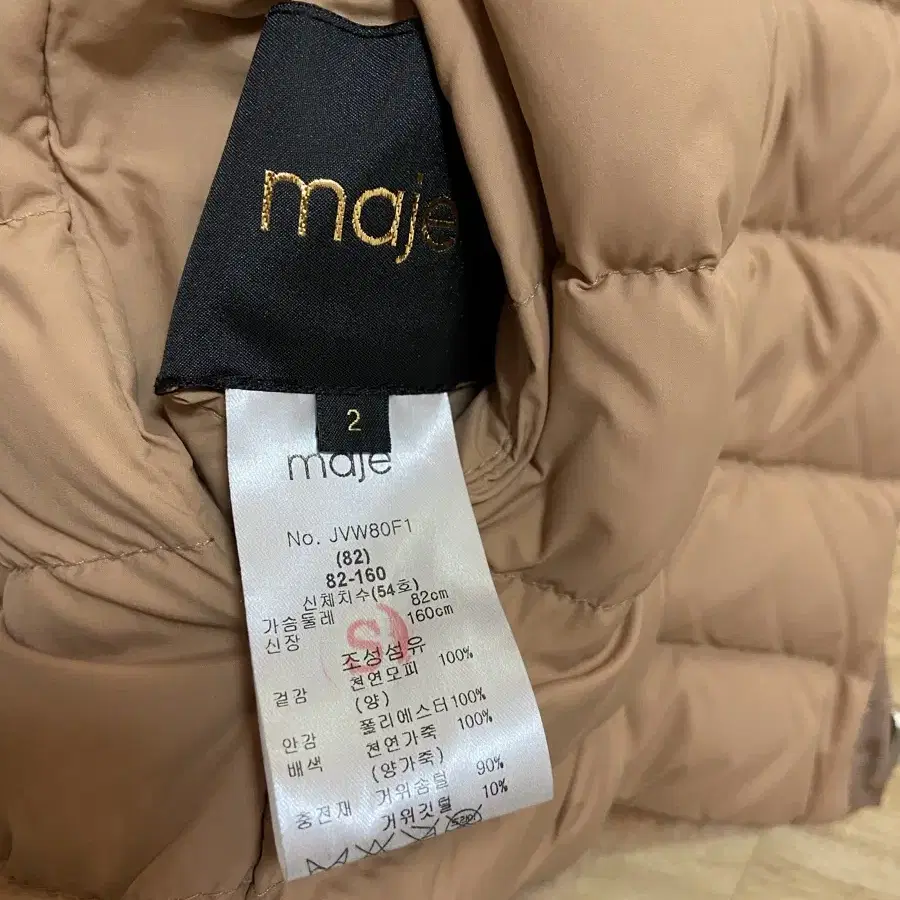 maje
2
maje
No. JVW80F1
(82)
82-160
신체치수(54호)
가슴둘레 82cm
신장 160cm
(S)
조성섬유
겉감 천연모피 100%
(양)
안감 폴리에스터 100%
배색 천연가죽 100%
(양가죽)
충전재 거위솜털 90%
거위깃털 10%